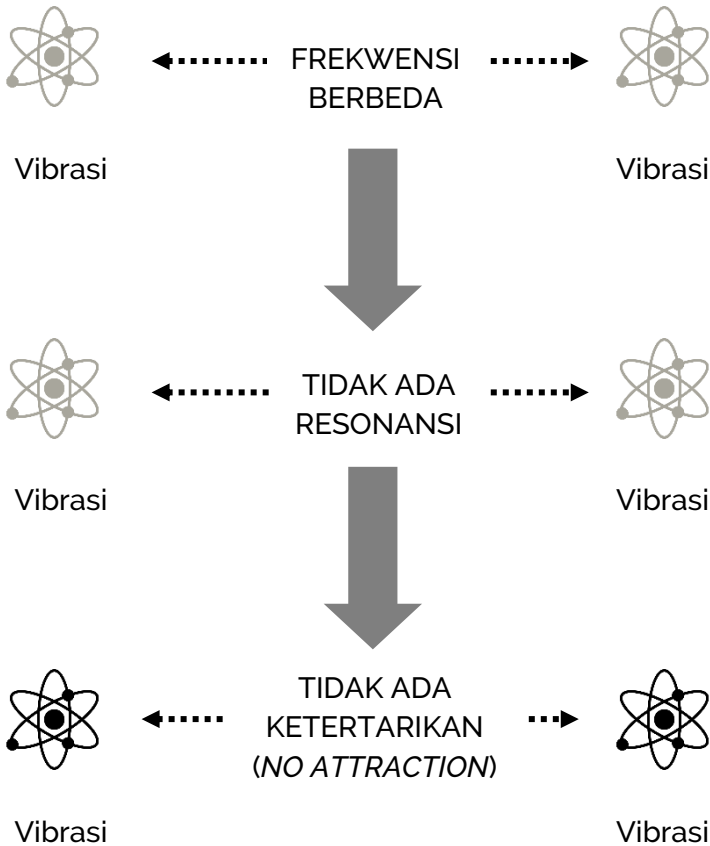 FREKWENSI
BERBEDA
Vibrasi
Vibrasi
TIDAK ADA
RESONANSI
Vibrasi
Vibrasi
TIDAK ADA
KETERTARIKAN
(NO ATTRACTION)
Vibrasi
Vibrasi